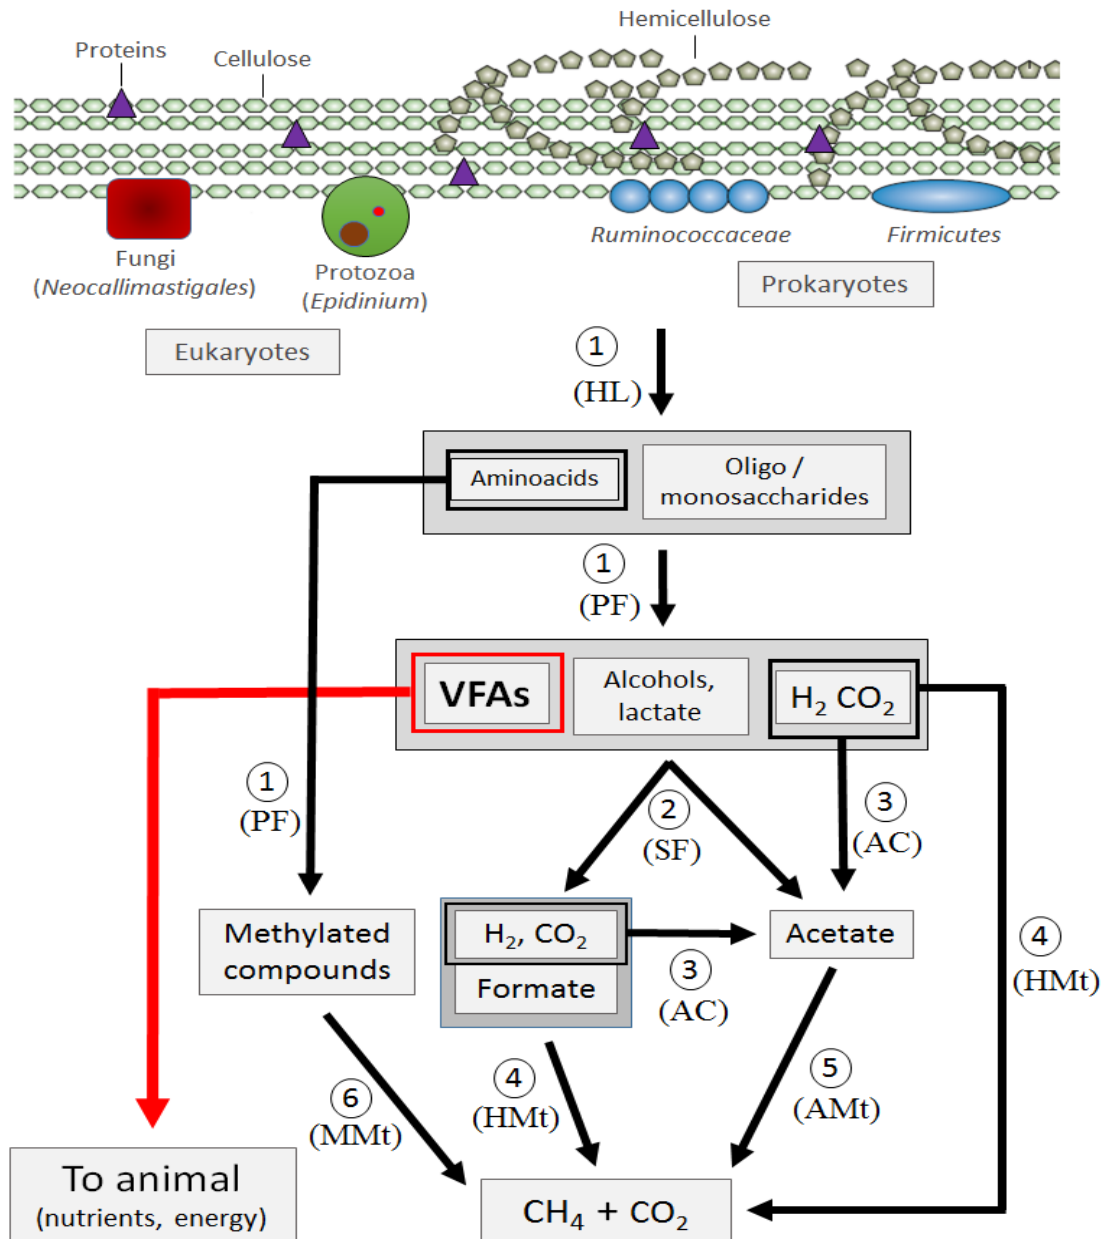 Hemicellulose
Proteins
Cellulose
Ruminococcaceae
Firmicutes
Fungi
(Neocallimastigales)
Protozoa
(Epidinium)
Prokaryotes
Eukaryotes
1
(HL)
Aminoacids
Oligo /
monosaccharides
1
(PF)
VFAs
Alcohols,
lactate
H₂ CO₂
1
(PF)
2
(SF)
3
(AC)
Methylated
compounds
H₂, CO₂
Formate
3
(AC)
Acetate
4
(HMt)
6
(MMt)
4
(HMt)
5
(AMt)
To animal
(nutrients, energy)
CH₄ + CO₂